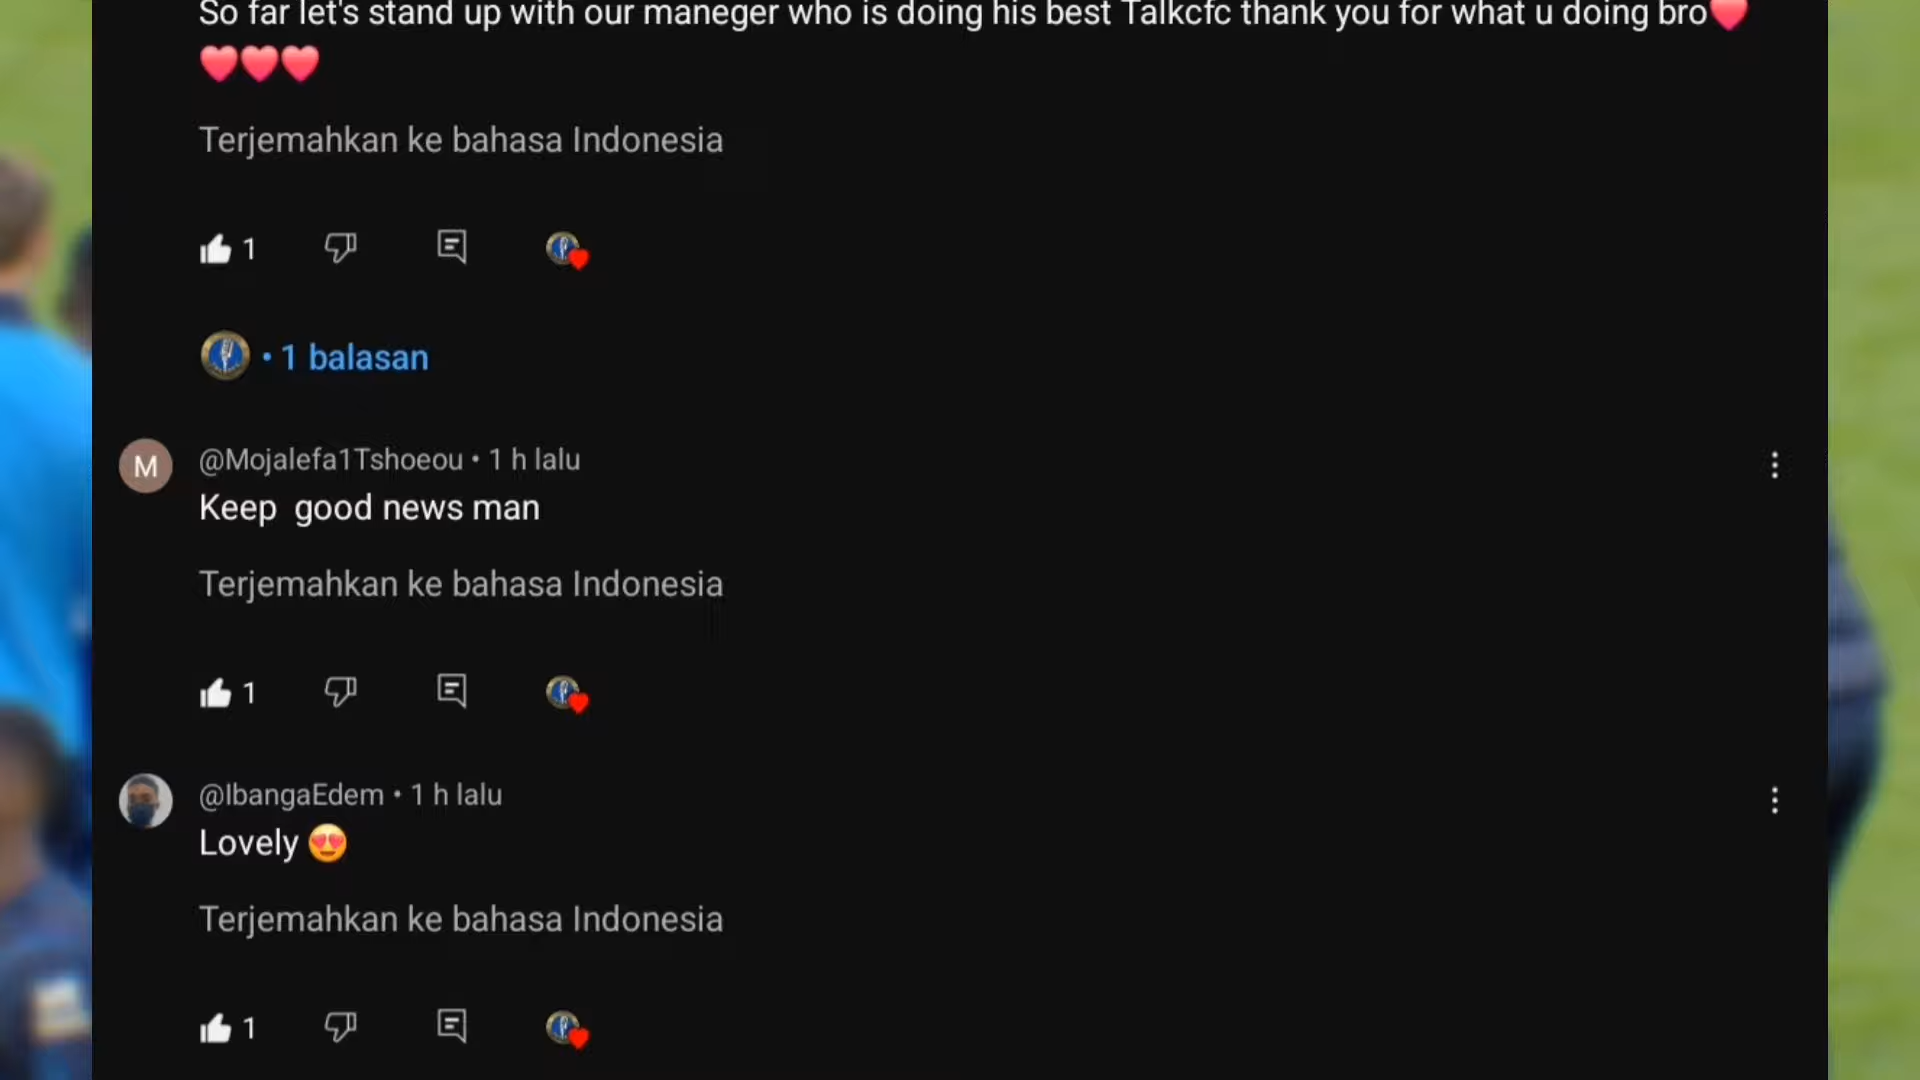 So far let's stand up with our maneger who is doing his best Talkcfc thank you for what u doing bro❤
❤❤❤
Terjemahkan ke bahasa Indonesia
1
• 1 balasan
M
@Mojalefa1Tshoeou • 1 h lalu
Keep  good news man
Terjemahkan ke bahasa Indonesia
1
@IbangaEdem • 1 h lalu
Lovely 😍
Terjemahkan ke bahasa Indonesia
1